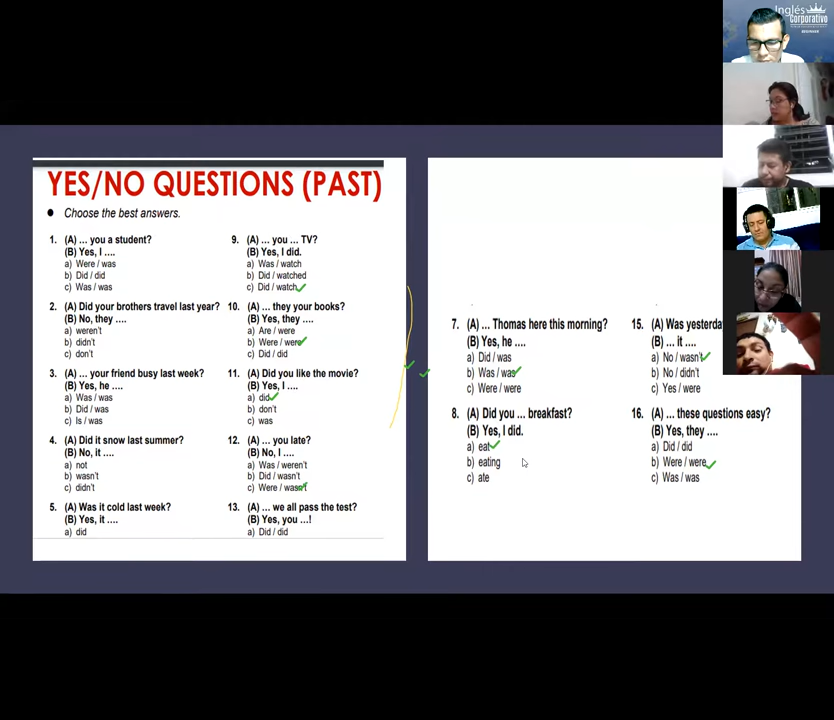 Inglés
Corporativo
BEGINNER
YES/NO QUESTIONS (PAST)
● Choose the best answers.
1. (A) ... you a student?
(B) Yes, I ....
a) Were / was
b) Did / did
c) Was / was
2. (A) Did your brothers travel last year?
(B) No, they ....
a) weren't
b) didn't
c) don't
3. (A) ... your friend busy last week?
(B) Yes, he ....
a) Was / was
b) Did / was
c) Is / was
4. (A) Did it snow last summer?
(B) No, it ....
a) not
b) wasn't
c) didn't
5. (A) Was it cold last week?
(B) Yes, it ....
a) did
9. (A) ... you ... TV?
(B) Yes, I did.
a) Was / watch
b) Did / watched
c) Did / watch
10. (A) ... they your books?
(B) Yes, they ....
a) Are / were
b) Were / were
c) Did / did
11. (A) Did you like the movie?
(B) Yes, I ....
a) did
b) don't
c) was
12. (A) ... you late?
(B) No, I ....
a) Was / weren't
b) Did / wasn't
c) Were / wasn't
13. (A) ... we all pass the test?
(B) Yes, you ...!
a) Did / did
7. (A) ... Thomas here this morning?
(B) Yes, he ....
a) Did / was
b) Was / was
c) Were / were
8. (A) Did you ... breakfast?
(B) Yes, I did.
a) eat
b) eating
c) ate
15. (A) Was yesterda
(B) ... it ....
a) No / wasn't
b) No / didn't
c) Yes / were
16. (A) ... these questions easy?
(B) Yes, they ....
a) Did / did
b) Were / were
c) Was / was